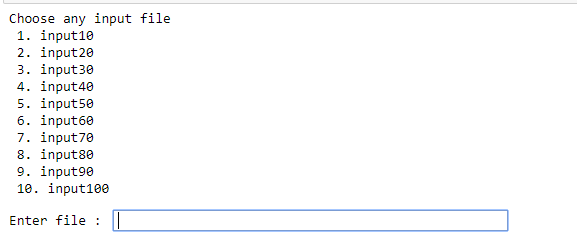 Choose any input file
1. input10
2. input20
3. input30
4. input40
5. input50
6. input60
7. input70
8. input80
9. input90
10. input100
Enter file :